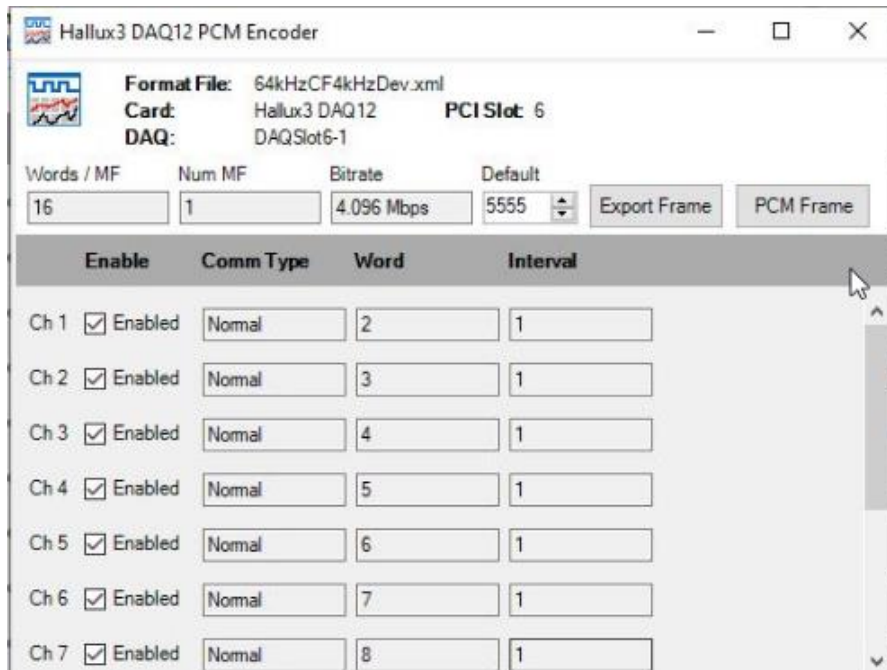 Hallux3 DAQ12 PCM Encoder
Format File: 64kHzCF4kHzDev.xml
Card: Hallux3 DAQ12 PCI Slot: 6
DAQ: DAQSlot6-1
Words / MF Num MF Bitrate Default
16 1 4.096 Mbps 5555 Export Frame PCM Frame
Enable Comm Type Word Interval
Ch 1 Enabled Normal 2 1
Ch 2 Enabled Normal 3 1
Ch 3 Enabled Normal 4 1
Ch 4 Enabled Normal 5 1
Ch 5 Enabled Normal 6 1
Ch 6 Enabled Normal 7 1
Ch 7 Enabled Normal 8 1